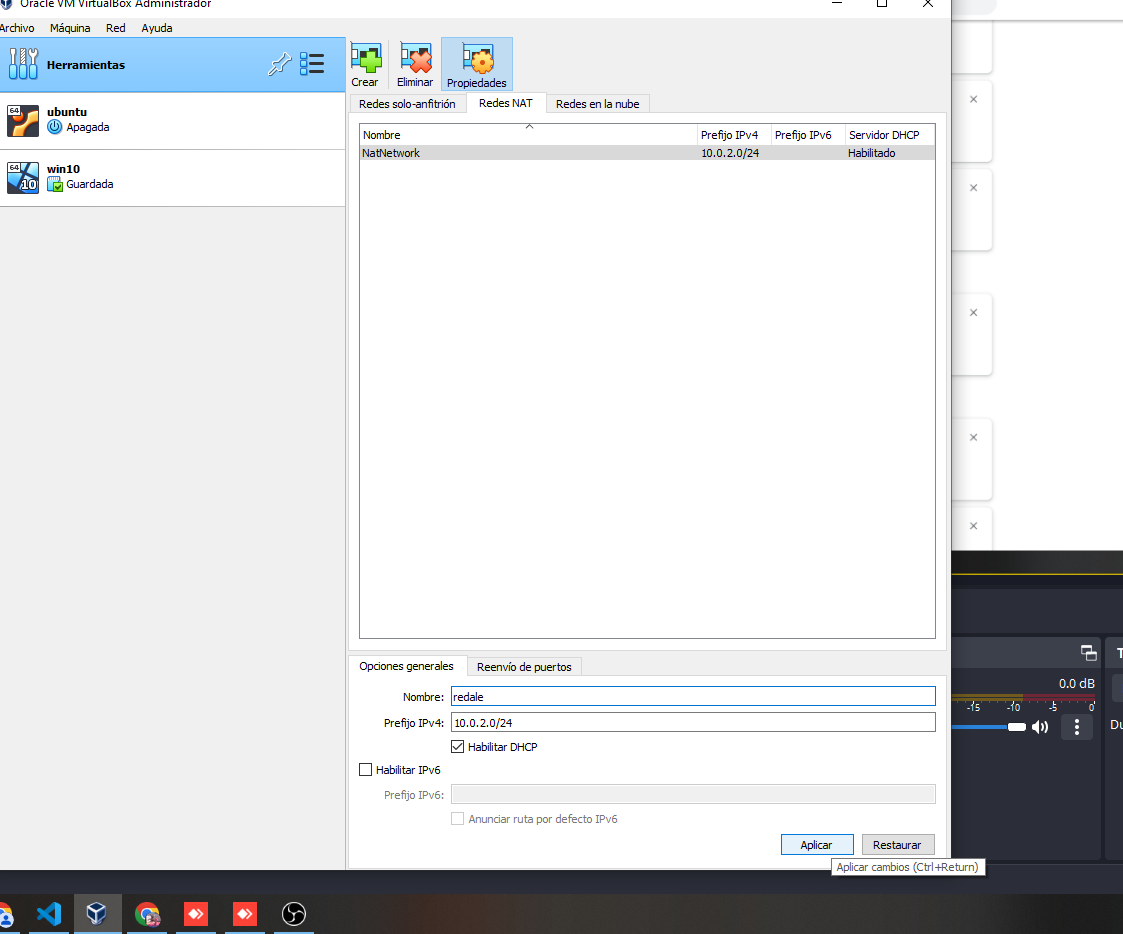 Oracle VM VirtualBox Administrador
Archivo Máquina Red Ayuda
Herramientas
Crear Eliminar Propiedades
Redes solo-anfitrión Redes NAT Redes en la nube
64 ubuntu
Apagada
64 10 win10
Guardada
Nombre Prefijo IPv4 Prefijo IPv6 Servidor DHCP
NatNetwork 10.0.2.0/24 Habilitado
Opciones generales Reenvío de puertos
Nombre: redale
Prefijo IPv4: 10.0.2.0/24
Habilitar DHCP
Habilitar IPv6
Prefijo IPv6:
Anunciar ruta por defecto IPv6
Aplicar Restaurar
Aplicar cambios (Ctrl+Return)
0.0 dB
-15 -10 -5 0